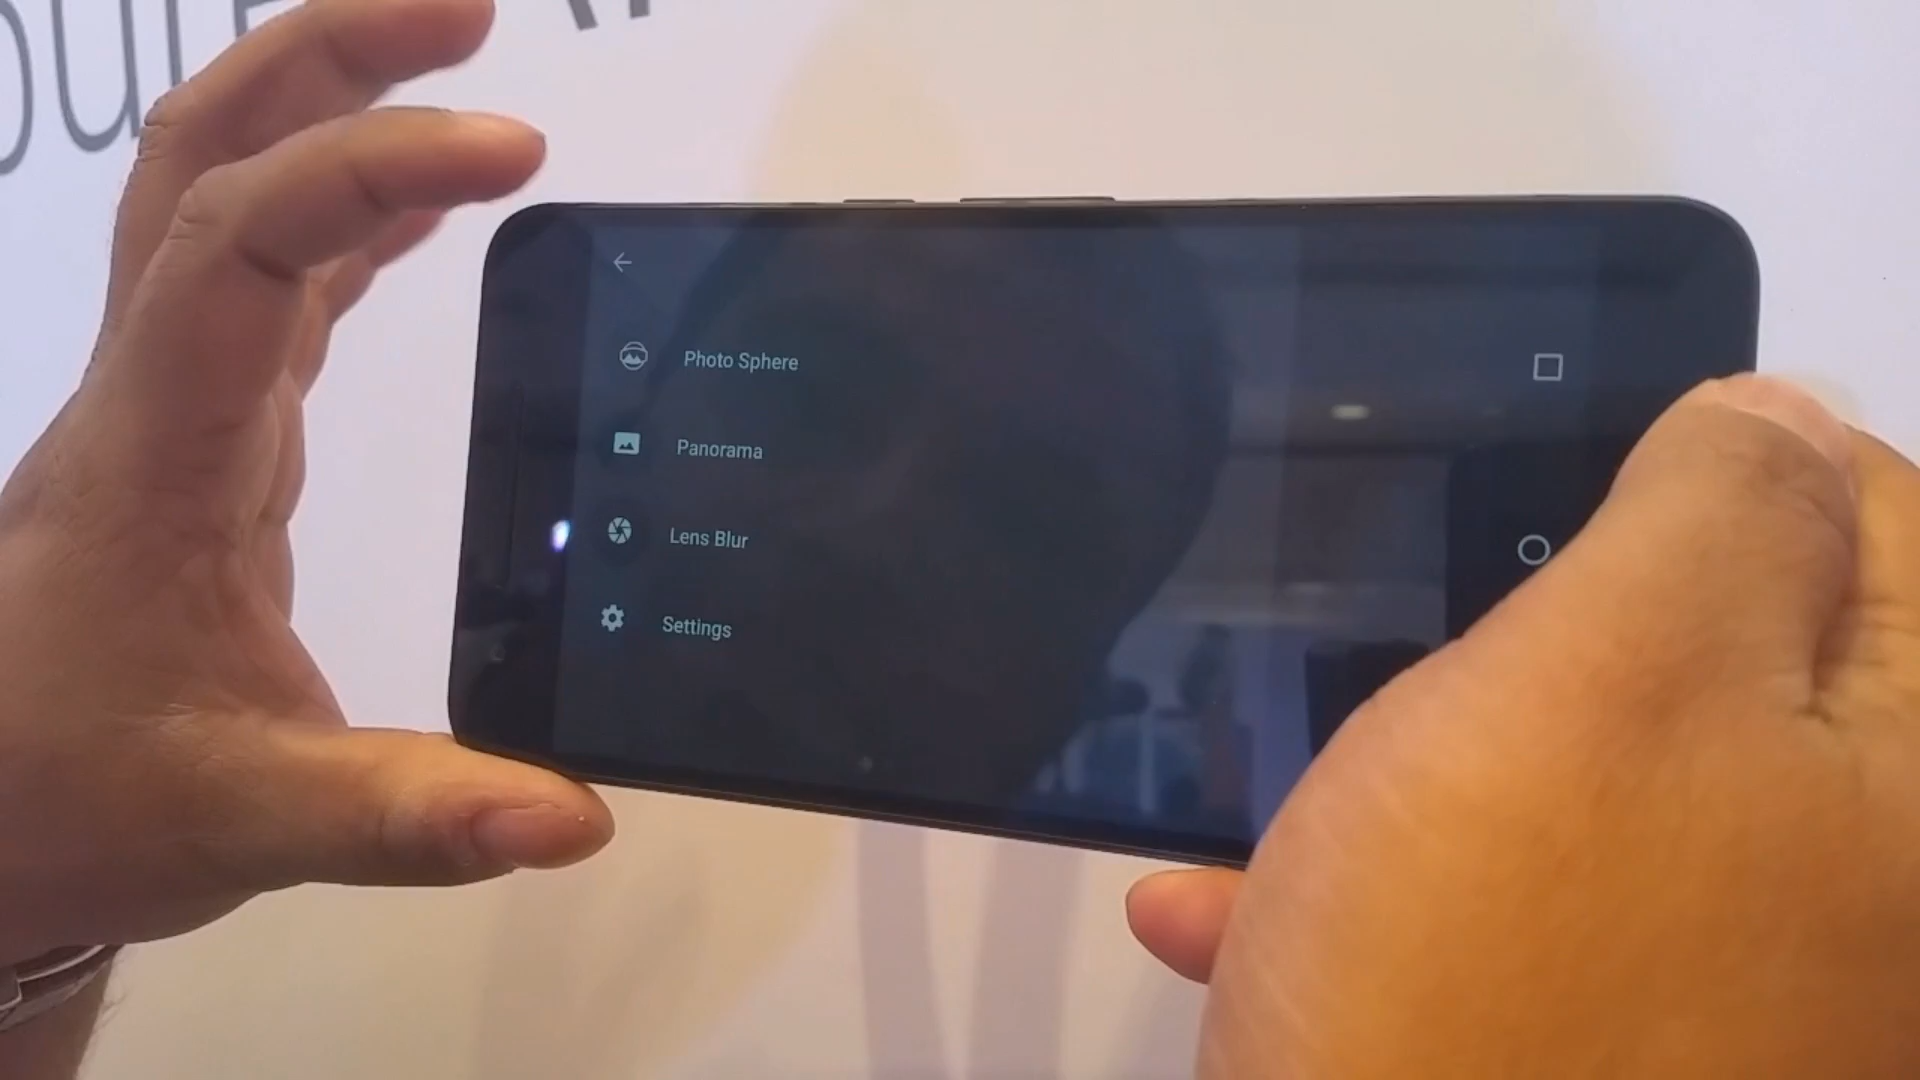 Photo Sphere
Panorama
Lens Blur
Settings